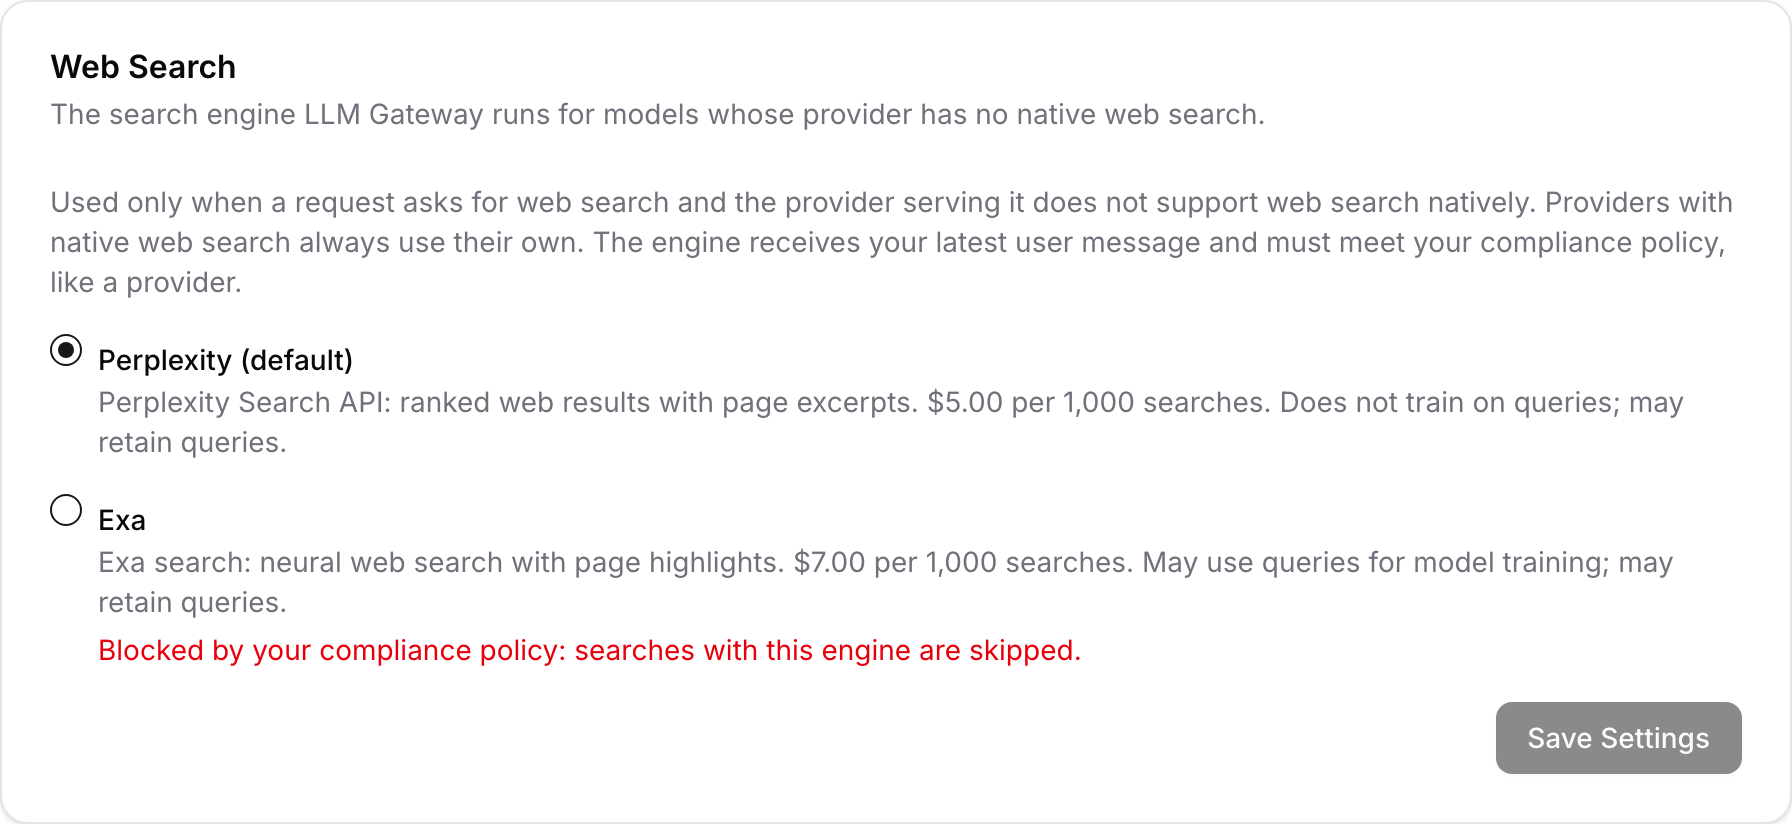 Web Search
The search engine LLM Gateway runs for models whose provider has no native web search.
Used only when a request asks for web search and the provider serving it does not support web search natively. Providers with
native web search always use their own. The engine receives your latest user message and must meet your compliance policy,
like a provider.
Perplexity (default)
Perplexity Search API: ranked web results with page excerpts. $5.00 per 1,000 searches. Does not train on queries; may
retain queries.
Exa
Exa search: neural web search with page highlights. $7.00 per 1,000 searches. May use queries for model training; may
retain queries.
Blocked by your compliance policy: searches with this engine are skipped.
Save Settings